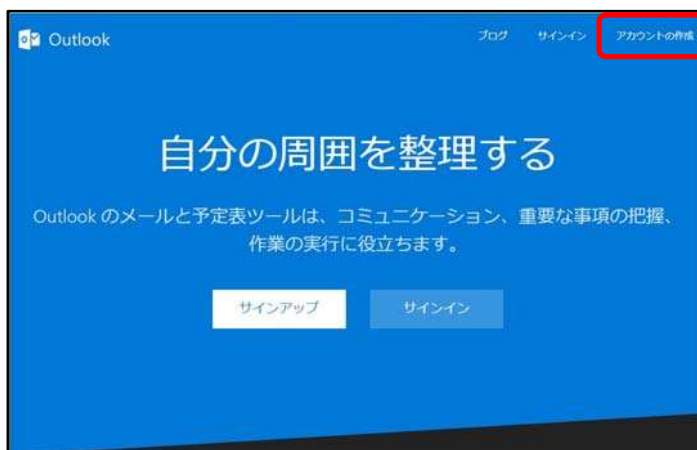 Outlook
ブログ サインイン アカウントの作成
自分の周囲を整理する
Outlook のメールと予定表ツールは、コミュニケーション、重要な事項の把握、
作業の実行に役立ちます。
サインアップ サインイン